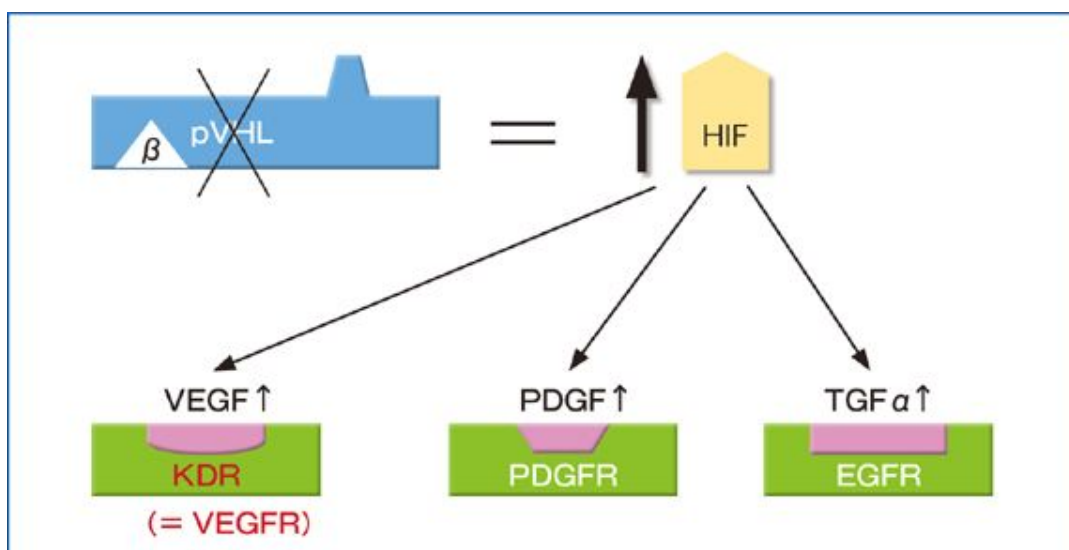 β pVHL = ↑ HIF
VEGF↑ PDGF↑ TGFα↑
KDR PDGFR EGFR
(= VEGFR)